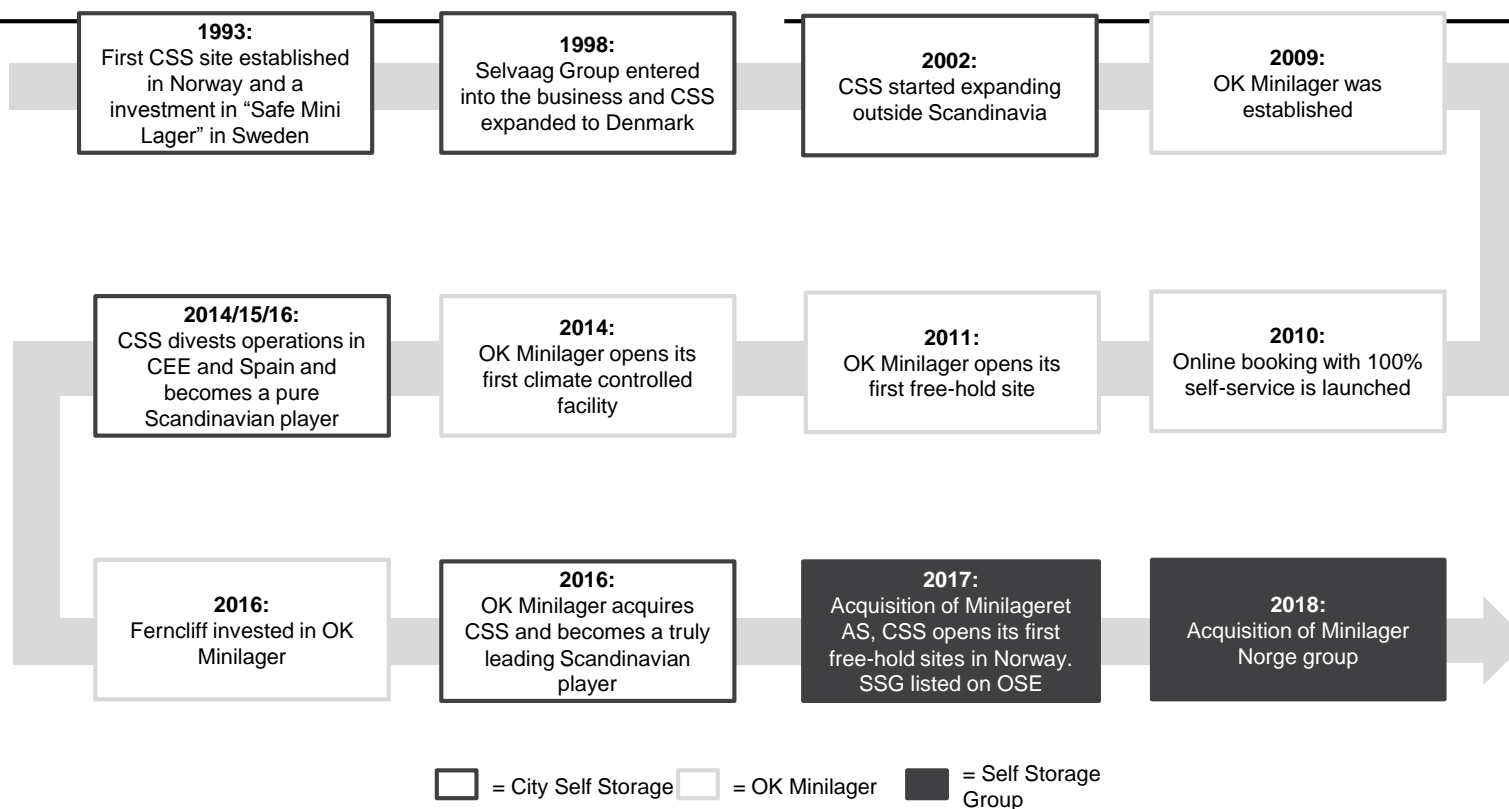 1993:
First CSS site established
in Norway and a
investment in “Safe Mini
Lager” in Sweden
1998:
Selvaag Group entered
into the business and CSS
expanded to Denmark
2002:
CSS started expanding
outside Scandinavia
2009:
OK Minilager was
established
2014/15/16:
CSS divests operations in
CEE and Spain and
becomes a pure
Scandinavian player
2014:
OK Minilager opens its
first climate controlled
facility
2011:
OK Minilager opens its
first free-hold site
2010:
Online booking with 100%
self-service is launched
2016:
Ferncliff invested in OK
Minilager
2016:
OK Minilager acquires
CSS and becomes a truly
leading Scandinavian
player
2017:
Acquisition of Minilageret
AS, CSS opens its first
free-hold sites in Norway.
SSG listed on OSE
2018:
Acquisition of Minilager
Norge group
= City Self Storage
= OK Minilager
= Self Storage
Group